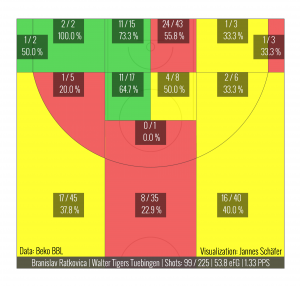 2 / 2
100.0 %
11 / 15
73.3 %
24 / 43
55.8 %
1 / 3
33.3 %
1 / 2
50.0 %
1 / 3
33.3 %
1 / 5
20.0 %
11 / 17
64.7 %
4 / 8
50.0 %
2 / 6
33.3 %
0 / 1
0.0 %
17 / 45
37.8 %
8 / 35
22.9 %
16 / 40
40.0 %
Data: Beko BBL
Visualization: Jannes Schäfer
Branislav Ratkovica | Walter Tigers Tuebingen | Shots: 99 / 225 | 53.8 eFG | 1.33 PPS